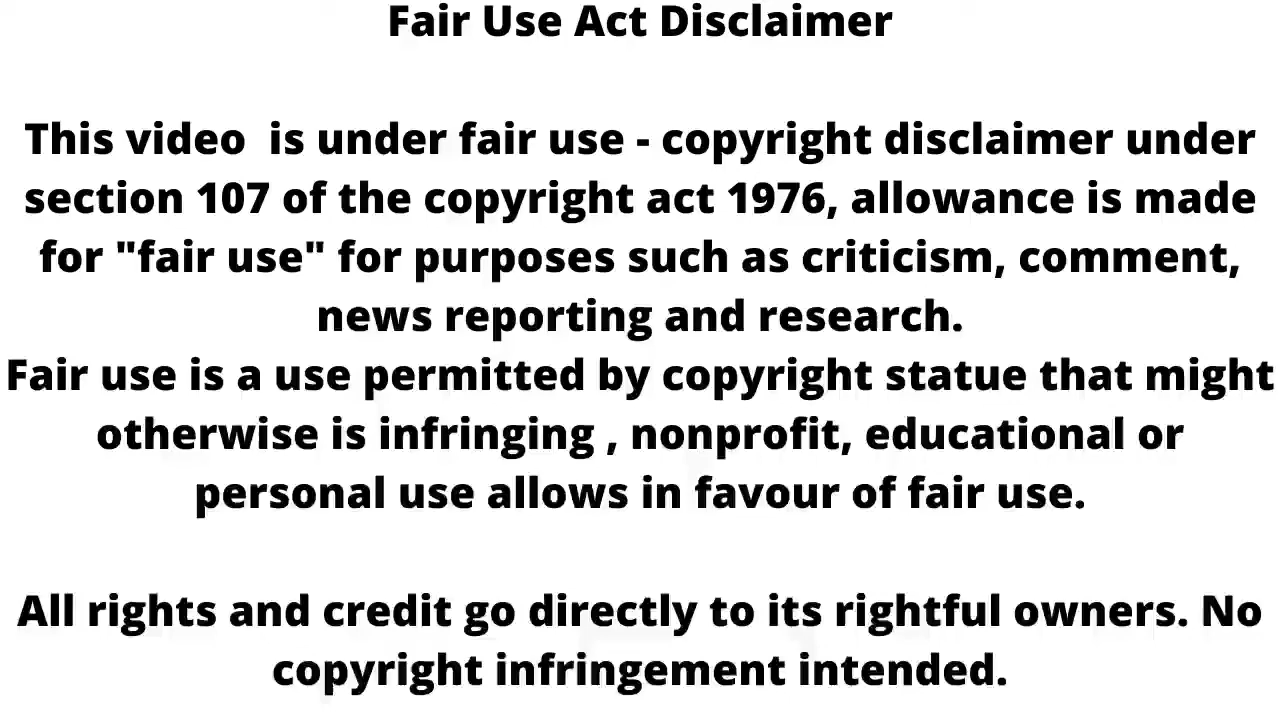 Fair Use Act Disclaimer
This video  is under fair use - copyright disclaimer under
section 107 of the copyright act 1976, allowance is made
for "fair use" for purposes such as criticism, comment,
news reporting and research.
Fair use is a use permitted by copyright statue that might
otherwise is infringing , nonprofit, educational or
personal use allows in favour of fair use.
All rights and credit go directly to its rightful owners. No
copyright infringement intended.